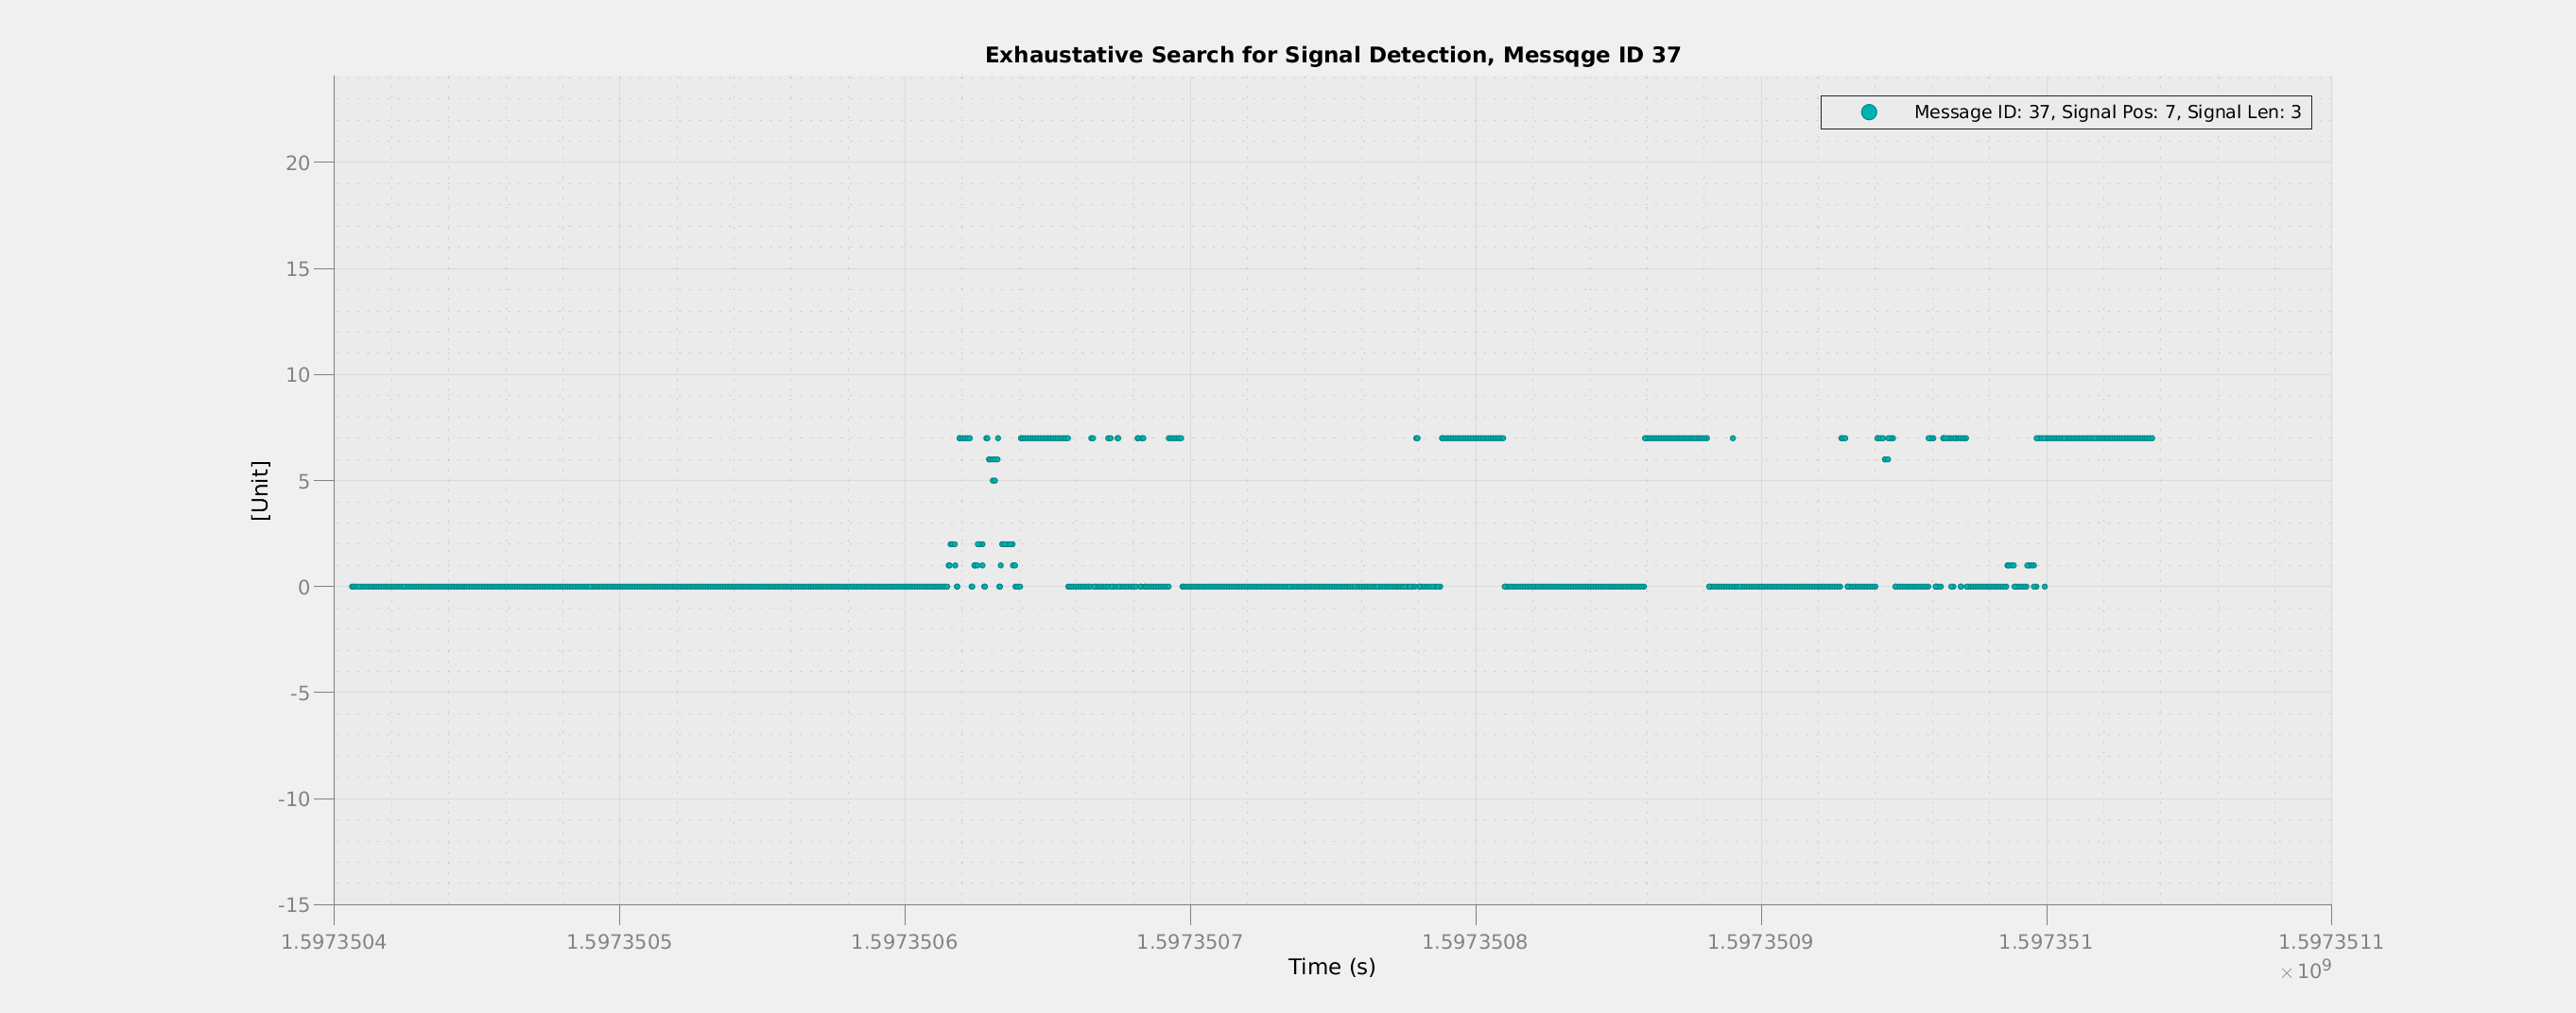 Exhaustative Search for Signal Detection, Messqge ID 37
Message ID: 37, Signal Pos: 7, Signal Len: 3
20
15
10
5
0
-5
-10
-15
[Unit]
1.5973504 1.5973505 1.5973506 1.5973507 1.5973508 1.5973509 1.597351 1.5973511
Time (s)
×10⁹